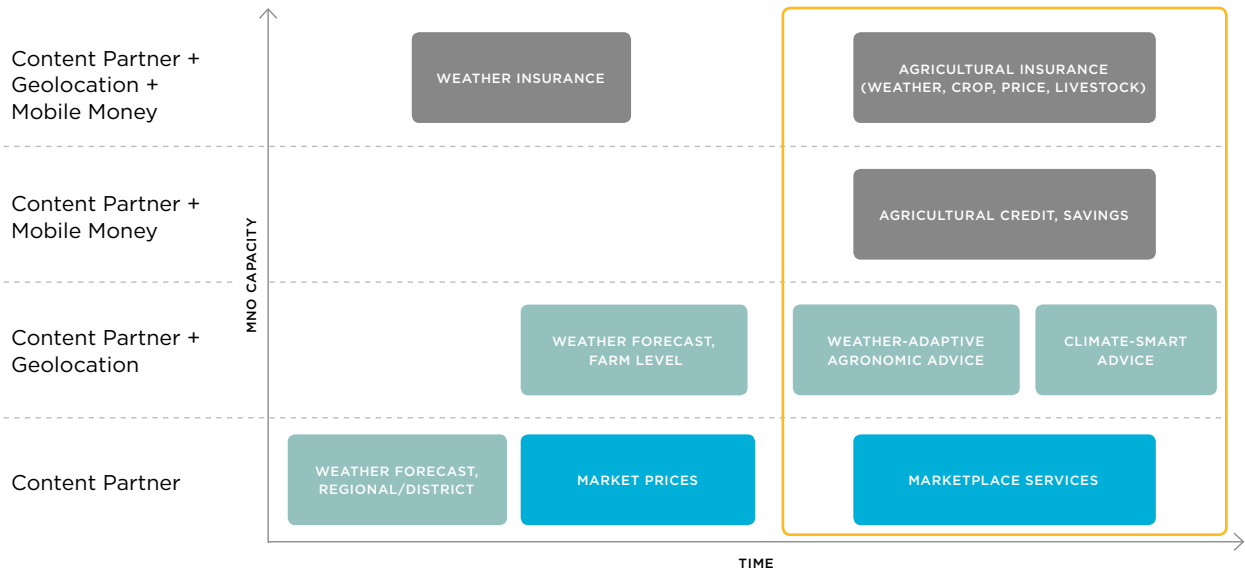 Content Partner +
Geolocation +
Mobile Money
WEATHER INSURANCE
AGRICULTURAL INSURANCE
(WEATHER, CROP, PRICE, LIVESTOCK)
Content Partner +
Mobile Money
AGRICULTURAL CREDIT, SAVINGS
MNO CAPACITY
Content Partner +
Geolocation
WEATHER FORECAST,
FARM LEVEL
WEATHER-ADAPTIVE
AGRONOMIC ADVICE
CLIMATE-SMART
ADVICE
Content Partner
WEATHER FORECAST,
REGIONAL/DISTRICT
MARKET PRICES
MARKETPLACE SERVICES
TIME